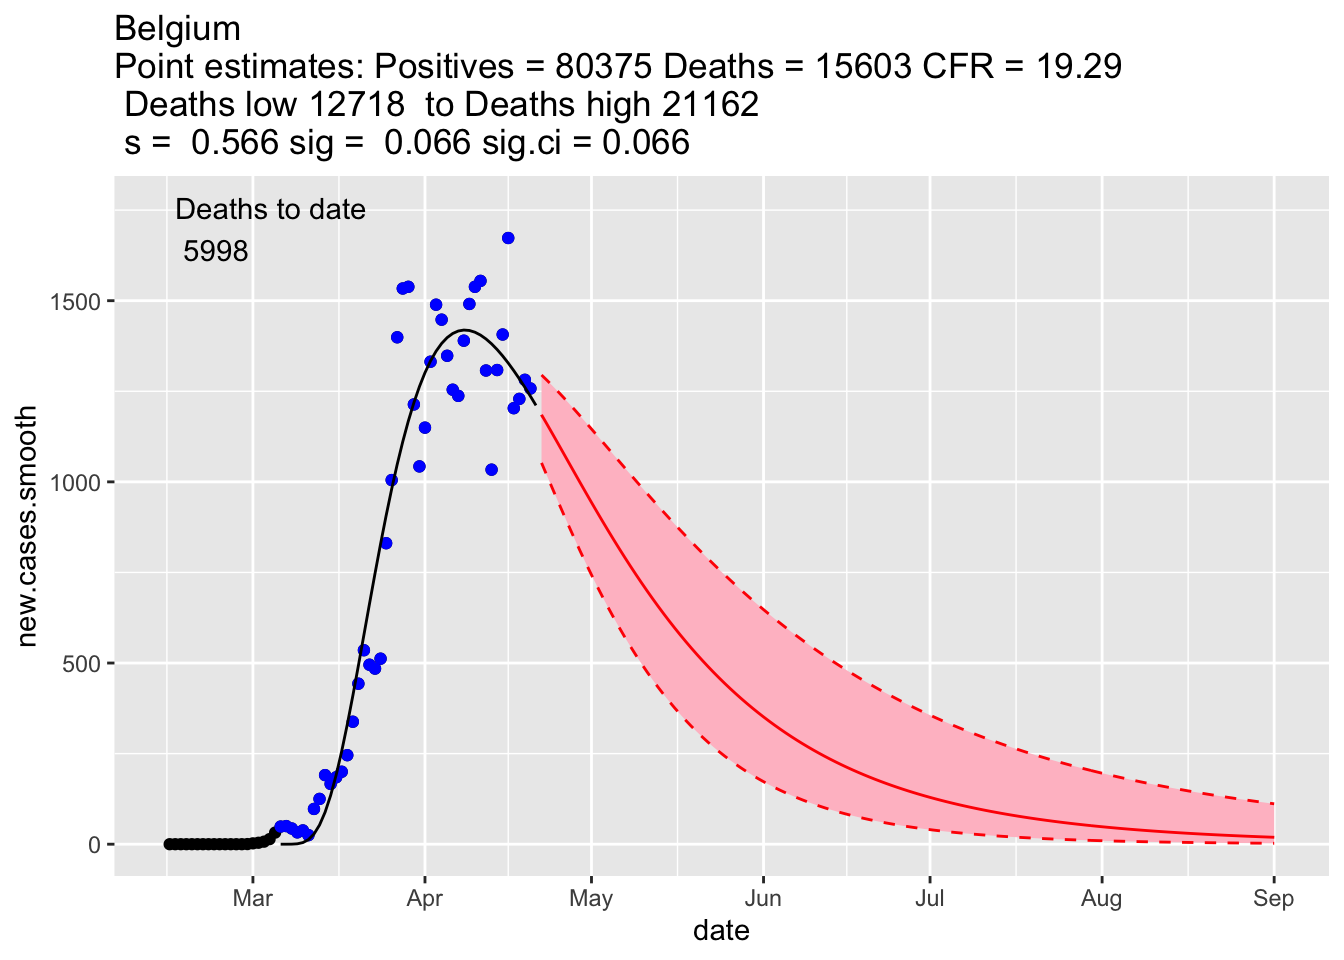 Belgium
Point estimates: Positives = 80375 Deaths = 15603 CFR = 19.29
Deaths low 12718  to Deaths high 21162
s =  0.566 sig =  0.066 sig.ci = 0.066
Deaths to date
5998
new.cases.smooth
1500
1000
500
0
Mar Apr May Jun Jul Aug Sep
date